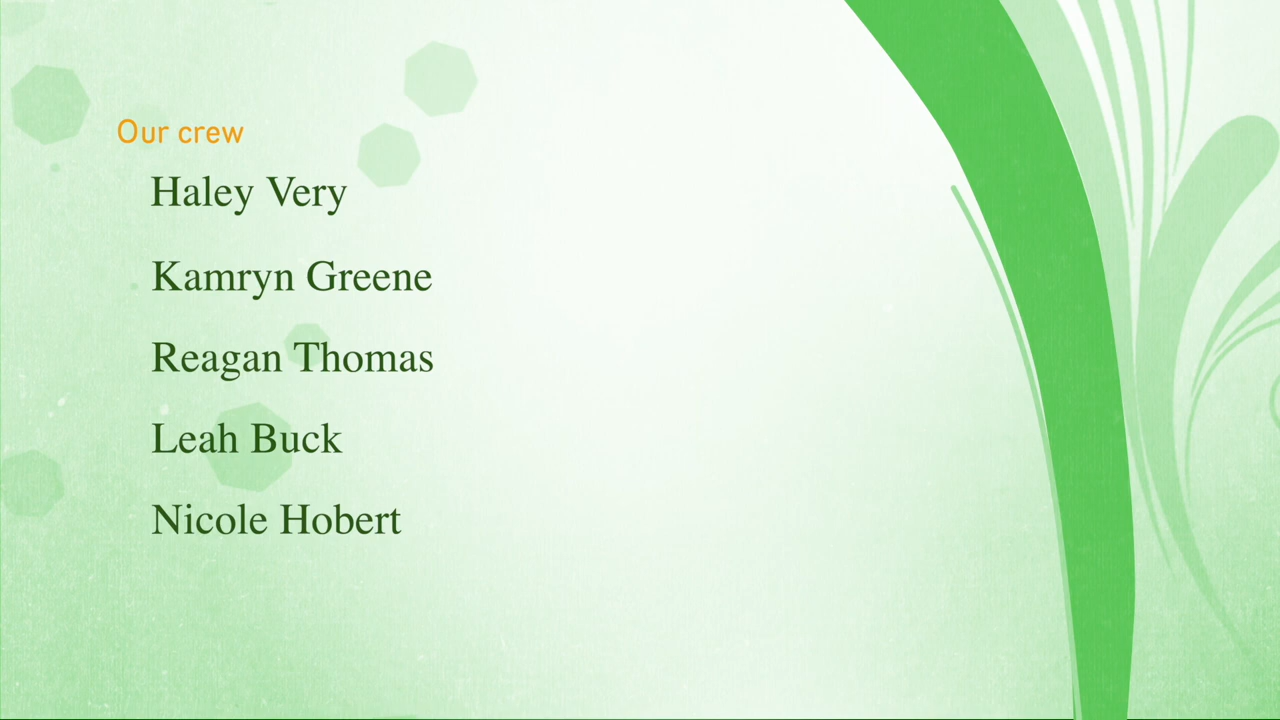 Our crew
Haley Very
Kamryn Greene
Reagan Thomas
Leah Buck
Nicole Hobert